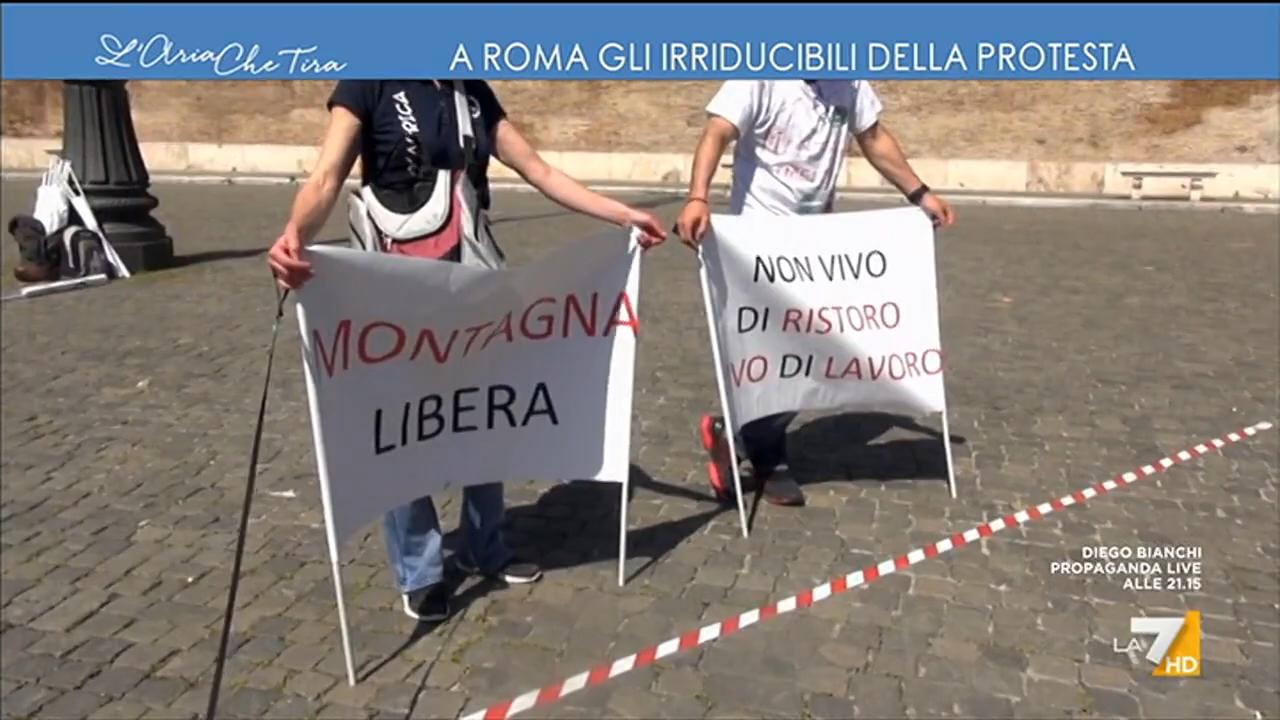 L'Aria Che Tira
A ROMA GLI IRRIDUCIBILI DELLA PROTESTA
MONTAGNA
LIBERA
NON VIVO
DI RISTORO
VO DI LAVORO
DIEGO BIANCHI
PROPAGANDA LIVE
ALLE 21.15
LA7
HD